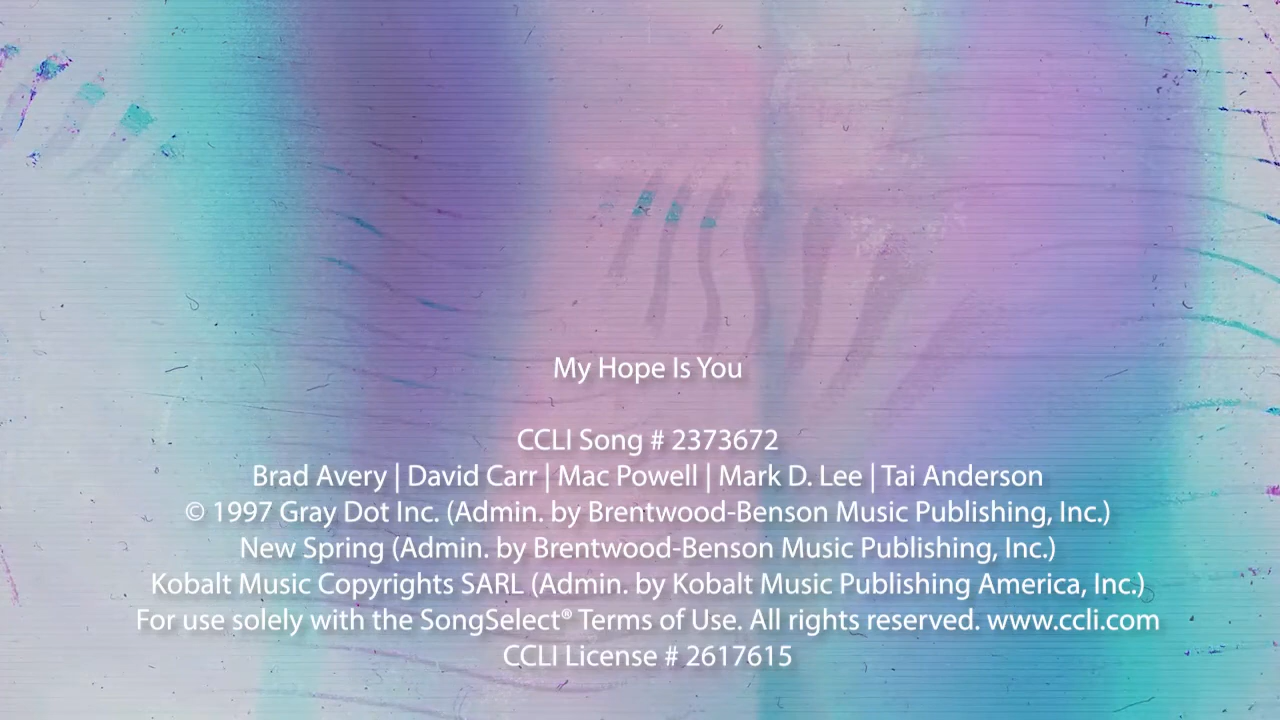 My Hope Is You
CCLI Song # 2373672
Brad Avery | David Carr | Mac Powell | Mark D. Lee | Tai Anderson
© 1997 Gray Dot Inc. (Admin. by Brentwood-Benson Music Publishing, Inc.)
New Spring (Admin. by Brentwood-Benson Music Publishing, Inc.)
Kobalt Music Copyrights SARL (Admin. by Kobalt Music Publishing America, Inc.)
For use solely with the SongSelect® Terms of Use. All rights reserved. www.ccli.com
CCLI License # 2617615